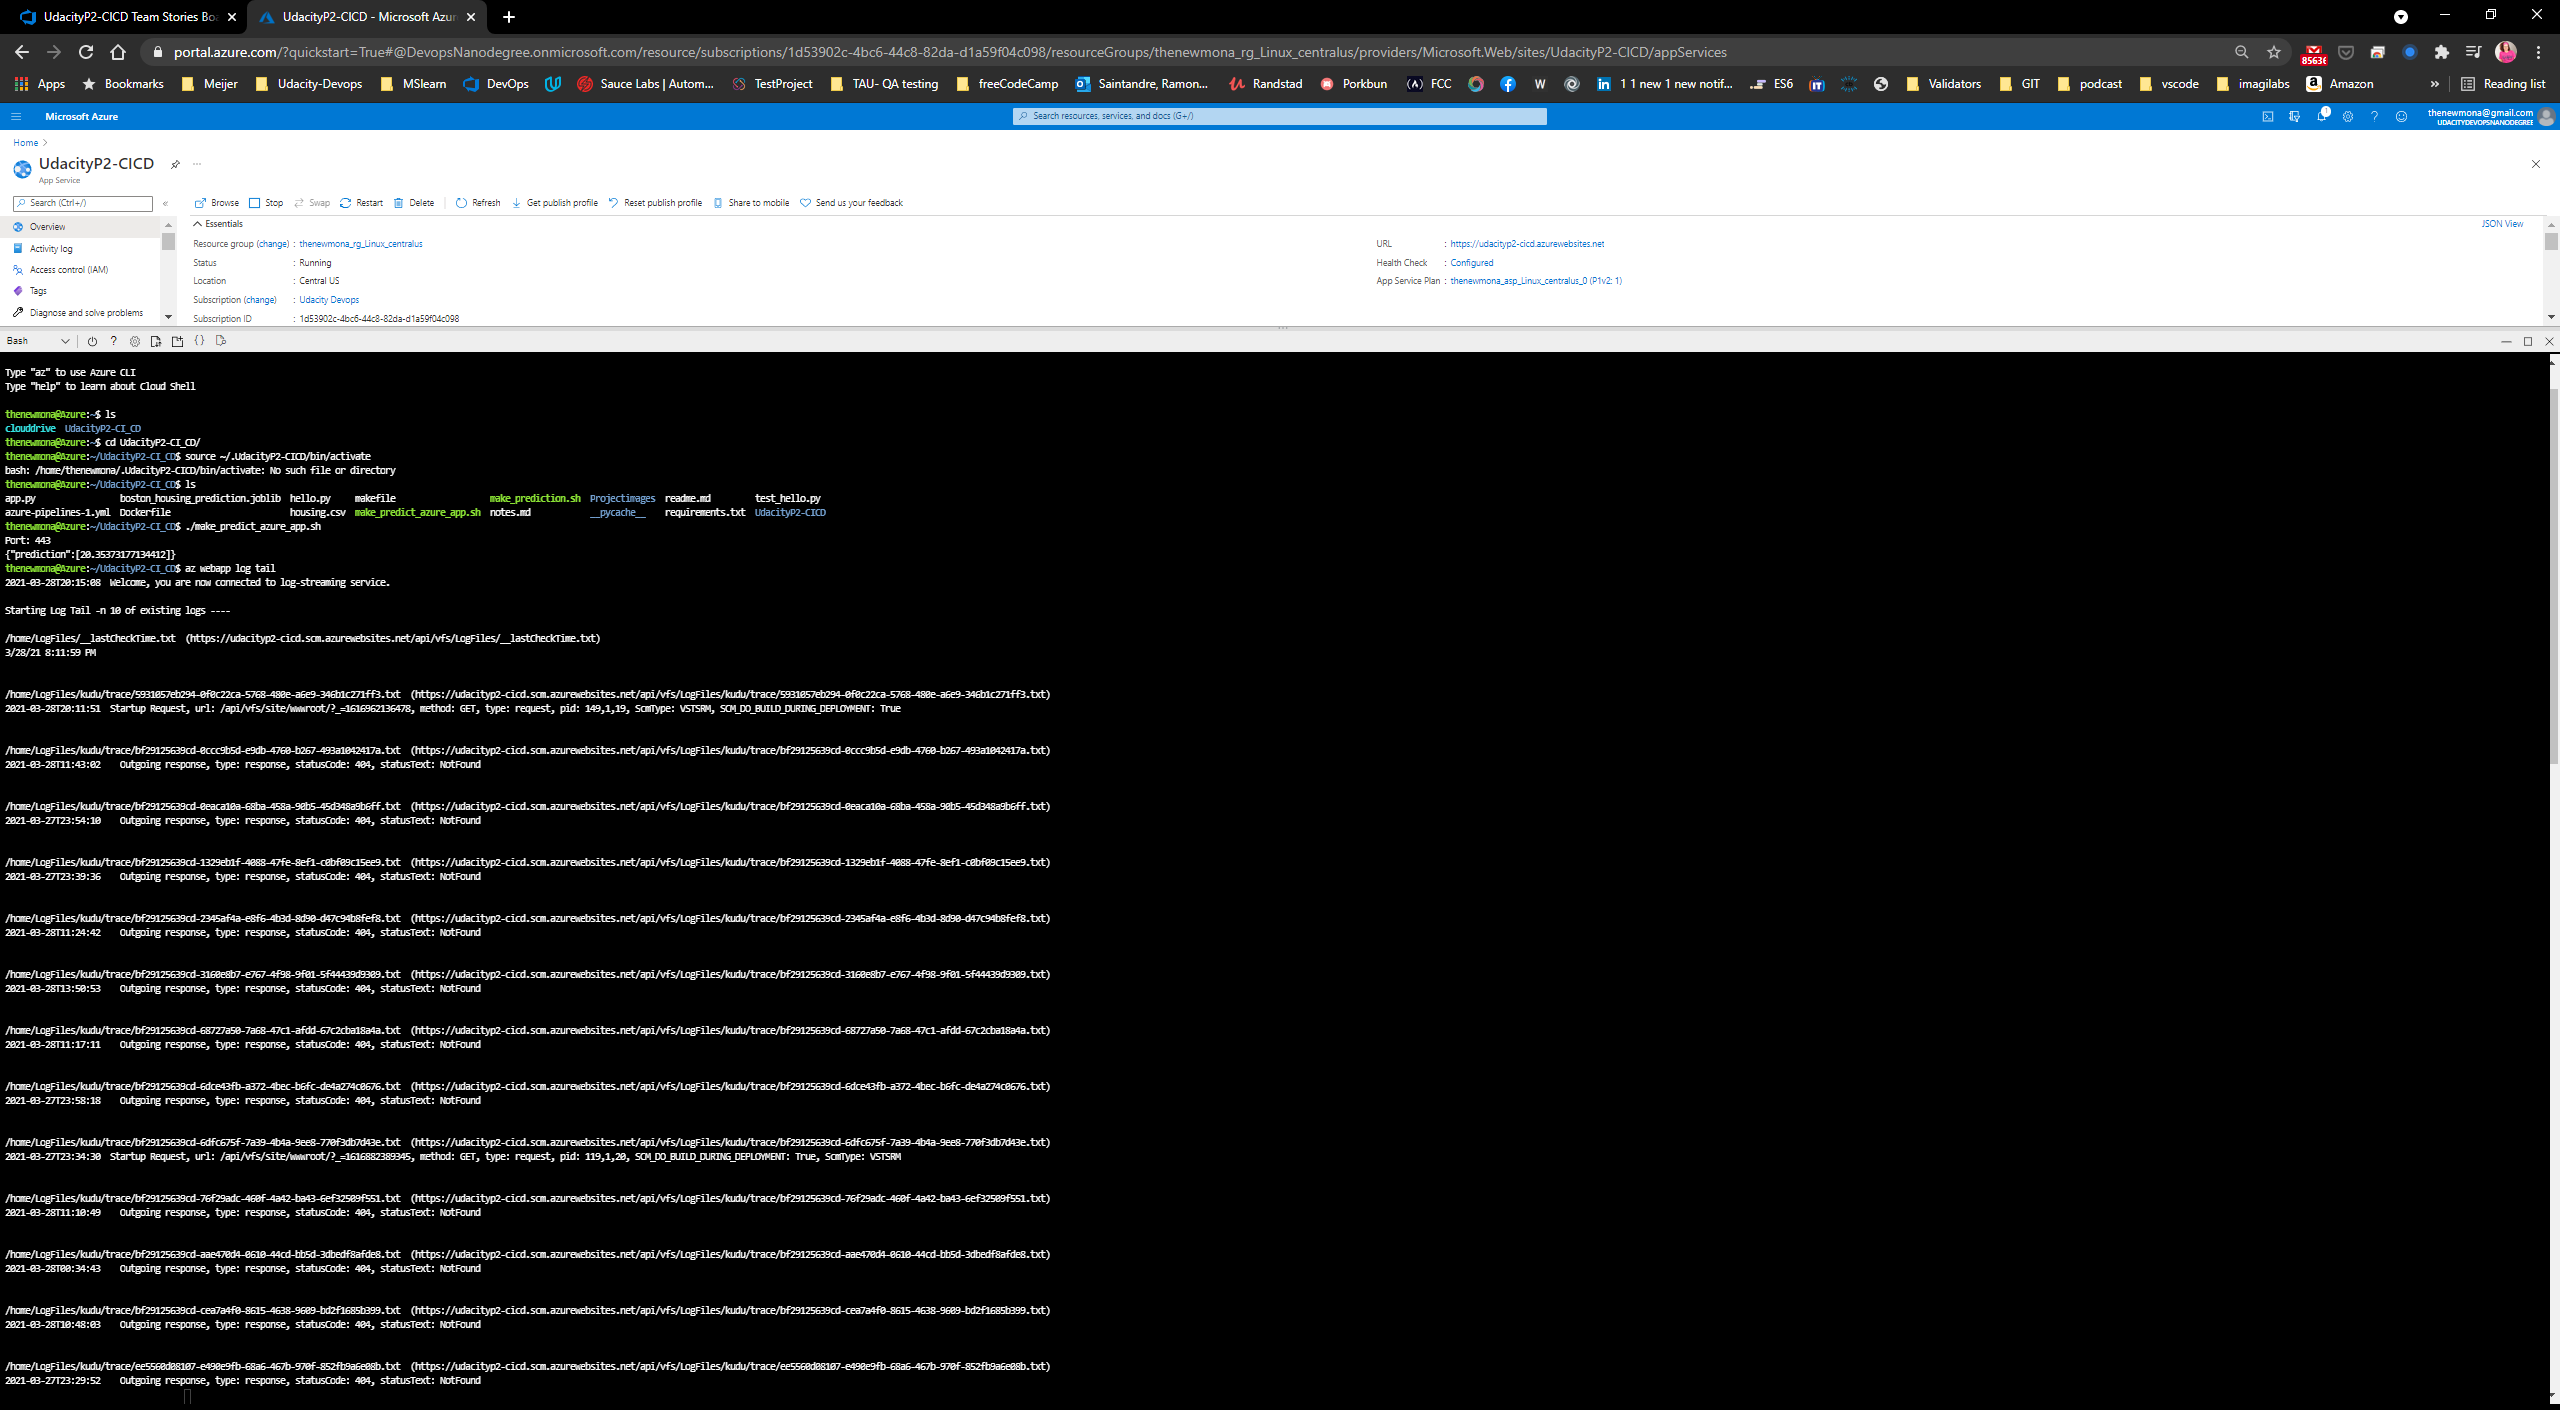 UdacityP2-CICD Team Stories Bo
UdacityP2-CICD - Microsoft Azur
portal.azure.com/?quickstart=True#@DevopsNanodegree.onmicrosoft.com/resource/subscriptions/1d53902c-4bc6-44c8-82da-d1a59f04c098/resourceGroups/thenewmona_rg_Linux_centralus/providers/Microsoft.Web/sites/UdacityP2-CICD/appServices
Apps Bookmarks Meijer Udacity-Devops MSlearn DevOps Sauce Labs | Autom... TestProject TAU- QA testing freeCodeCamp Saintandre, Ramon... Randstad Porkbun FCC 1 1 new 1 new notif... ES6 Validators GIT podcast vscode imagilabs Amazon » Reading list
Microsoft Azure
Search resources, services, and docs (G+/)
thenewmona@gmail.com
UDACITYDEVOPSNANODEGREE
Home >
UdacityP2-CICD
App Service
Search (Ctrl+/)
Browse Stop Swap Restart Delete Refresh Get publish profile Reset publish profile Share to mobile Send us your feedback
Overview
Activity log
Access control (IAM)
Tags
Diagnose and solve problems
Essentials
JSON View
Resource group (change) : thenewmona_rg_Linux_centralus
Status : Running
Location : Central US
Subscription (change) : Udacity Devops
Subscription ID : 1d53902c-4bc6-44c8-82da-d1a59f04c098
URL : https://udacityp2-cicd.azurewebsites.net
Health Check : Configured
App Service Plan : thenewmona_asp_Linux_centralus_0 (P1v2: 1)
Bash
Type "az" to use Azure CLI
Type "help" to learn about Cloud Shell
thenewmona@Azure:~$ ls
clouddrive UdacityP2-CI_CD
thenewmona@Azure:~$ cd UdacityP2-CI_CD/
thenewmona@Azure:~/UdacityP2-CI_CD$ source ~/.UdacityP2-CICD/bin/activate
bash: /home/thenewmona/.UdacityP2-CICD/bin/activate: No such file or directory
thenewmona@Azure:~/UdacityP2-CI_CD$ ls
app.py boston_housing_prediction.joblib hello.py makefile make_prediction.sh Projectimages readme.md test_hello.py
azure-pipelines-1.yml Dockerfile housing.csv make_predict_azure_app.sh notes.md __pycache__ requirements.txt UdacityP2-CICD
thenewmona@Azure:~/UdacityP2-CI_CD$ ./make_predict_azure_app.sh
Port: 443
{"prediction":[20.35373177134412]}
thenewmona@Azure:~/UdacityP2-CI_CD$ az webapp log tail
2021-03-28T20:15:08 Welcome, you are now connected to log-streaming service.
Starting Log Tail -n 10 of existing logs ----
/home/LogFiles/__lastCheckTime.txt (https://udacityp2-cicd.scm.azurewebsites.net/api/vfs/LogFiles/__lastCheckTime.txt)
3/28/21 8:11:59 PM
/home/LogFiles/kudu/trace/5931057eb294-0f0c22ca-5768-480e-a6e9-346b1c271ff3.txt (https://udacityp2-cicd.scm.azurewebsites.net/api/vfs/LogFiles/kudu/trace/5931057eb294-0f0c22ca-5768-480e-a6e9-346b1c271ff3.txt)
2021-03-28T20:11:51 Startup Request, url: /api/vfs/site/wwwroot/?_=1616962136478, method: GET, type: request, pid: 149,1,19, ScmType: VSTSRM, SCM_DO_BUILD_DURING_DEPLOYMENT: True
/home/LogFiles/kudu/trace/bf29125639cd-0ccc9b5d-e9db-4760-b267-493a1042417a.txt (https://udacityp2-cicd.scm.azurewebsites.net/api/vfs/LogFiles/kudu/trace/bf29125639cd-0ccc9b5d-e9db-4760-b267-493a1042417a.txt)
2021-03-28T11:43:02 Outgoing response, type: response, statusCode: 404, statusText: NotFound
/home/LogFiles/kudu/trace/bf29125639cd-0eaca10a-68ba-458a-90b5-45d348a9b6ff.txt (https://udacityp2-cicd.scm.azurewebsites.net/api/vfs/LogFiles/kudu/trace/bf29125639cd-0eaca10a-68ba-458a-90b5-45d348a9b6ff.txt)
2021-03-27T23:54:10 Outgoing response, type: response, statusCode: 404, statusText: NotFound
/home/LogFiles/kudu/trace/bf29125639cd-1329eb1f-4088-47fe-8ef1-c0bf09c15ee9.txt (https://udacityp2-cicd.scm.azurewebsites.net/api/vfs/LogFiles/kudu/trace/bf29125639cd-1329eb1f-4088-47fe-8ef1-c0bf09c15ee9.txt)
2021-03-27T23:39:36 Outgoing response, type: response, statusCode: 404, statusText: NotFound
/home/LogFiles/kudu/trace/bf29125639cd-2345af4a-e8f6-4b3d-8d90-d47c94b8fef8.txt (https://udacityp2-cicd.scm.azurewebsites.net/api/vfs/LogFiles/kudu/trace/bf29125639cd-2345af4a-e8f6-4b3d-8d90-d47c94b8fef8.txt)
2021-03-28T11:24:42 Outgoing response, type: response, statusCode: 404, statusText: NotFound
/home/LogFiles/kudu/trace/bf29125639cd-3160e8b7-e767-4f98-9f01-5f44439d9309.txt (https://udacityp2-cicd.scm.azurewebsites.net/api/vfs/LogFiles/kudu/trace/bf29125639cd-3160e8b7-e767-4f98-9f01-5f44439d9309.txt)
2021-03-28T13:50:53 Outgoing response, type: response, statusCode: 404, statusText: NotFound
/home/LogFiles/kudu/trace/bf29125639cd-68727a50-7a68-47c1-afdd-67c2cba18a4a.txt (https://udacityp2-cicd.scm.azurewebsites.net/api/vfs/LogFiles/kudu/trace/bf29125639cd-68727a50-7a68-47c1-afdd-67c2cba18a4a.txt)
2021-03-28T11:17:11 Outgoing response, type: response, statusCode: 404, statusText: NotFound
/home/LogFiles/kudu/trace/bf29125639cd-6dce43fb-a372-4bec-b6fc-de4a274c0676.txt (https://udacityp2-cicd.scm.azurewebsites.net/api/vfs/LogFiles/kudu/trace/bf29125639cd-6dce43fb-a372-4bec-b6fc-de4a274c0676.txt)
2021-03-27T23:58:18 Outgoing response, type: response, statusCode: 404, statusText: NotFound
/home/LogFiles/kudu/trace/bf29125639cd-6dfc675f-7a39-4b4a-9ee8-770f3db7d43e.txt (https://udacityp2-cicd.scm.azurewebsites.net/api/vfs/LogFiles/kudu/trace/bf29125639cd-6dfc675f-7a39-4b4a-9ee8-770f3db7d43e.txt)
2021-03-27T23:34:30 Startup Request, url: /api/vfs/site/wwwroot/?_=1616882389345, method: GET, type: request, pid: 119,1,20, SCM_DO_BUILD_DURING_DEPLOYMENT: True, ScmType: VSTSRM
/home/LogFiles/kudu/trace/bf29125639cd-76f29adc-460f-4a42-ba43-6ef32509f551.txt (https://udacityp2-cicd.scm.azurewebsites.net/api/vfs/LogFiles/kudu/trace/bf29125639cd-76f29adc-460f-4a42-ba43-6ef32509f551.txt)
2021-03-28T11:10:49 Outgoing response, type: response, statusCode: 404, statusText: NotFound
/home/LogFiles/kudu/trace/bf29125639cd-aae470d4-0610-44cd-bb5d-3dbedf8afde8.txt (https://udacityp2-cicd.scm.azurewebsites.net/api/vfs/LogFiles/kudu/trace/bf29125639cd-aae470d4-0610-44cd-bb5d-3dbedf8afde8.txt)
2021-03-28T00:34:43 Outgoing response, type: response, statusCode: 404, statusText: NotFound
/home/LogFiles/kudu/trace/bf29125639cd-cea7a4f0-8615-4638-9609-bd2f1685b399.txt (https://udacityp2-cicd.scm.azurewebsites.net/api/vfs/LogFiles/kudu/trace/bf29125639cd-cea7a4f0-8615-4638-9609-bd2f1685b399.txt)
2021-03-28T10:48:03 Outgoing response, type: response, statusCode: 404, statusText: NotFound
/home/LogFiles/kudu/trace/ee5560d08107-e490e9fb-68a6-467b-970f-852fb9a6e08b.txt (https://udacityp2-cicd.scm.azurewebsites.net/api/vfs/LogFiles/kudu/trace/ee5560d08107-e490e9fb-68a6-467b-970f-852fb9a6e08b.txt)
2021-03-27T23:29:52 Outgoing response, type: response, statusCode: 404, statusText: NotFound